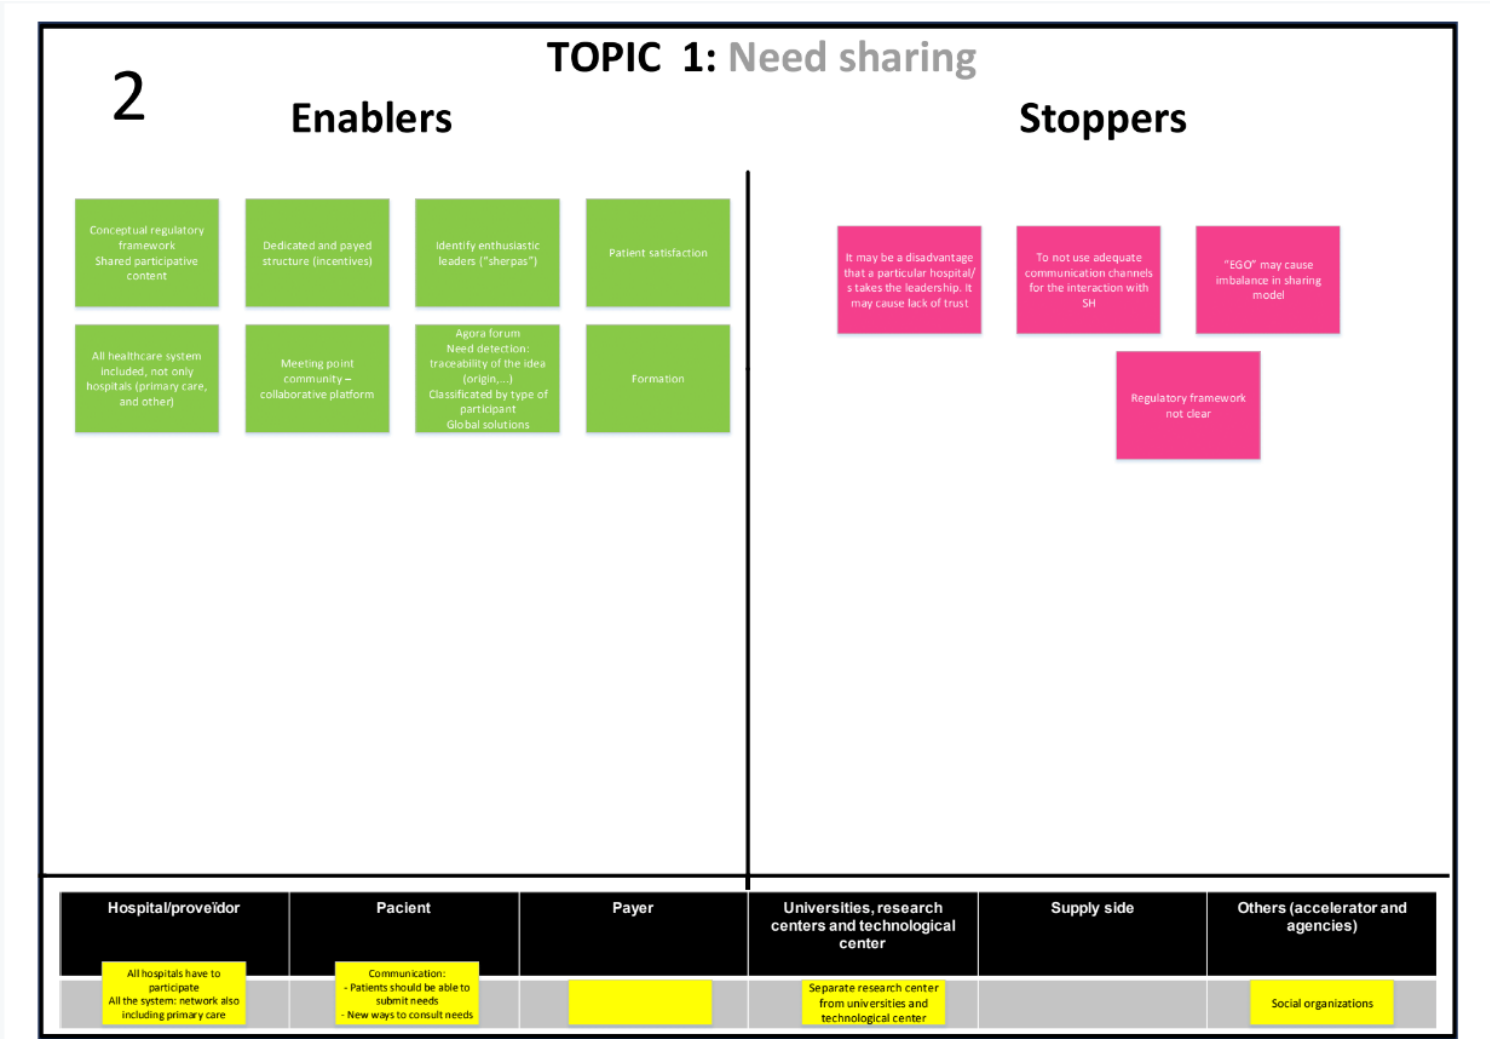 TOPIC 1: Need sharing
2
Enablers
Stoppers
Conceptual regulatory
framework
Shared participative
content
Dedicated and payed
structure (incentives)
Identify enthusiastic
leaders ("sherpas")
Patient satisfaction
All healthcare system
included, not only
hospitals (primary care,
and other)
Meeting point
community –
collaborative platform
Agora forum
Need detection:
traceability of the idea
(origin,...)
Classificated by type of
participant
Global solutions
Formation
It may be a disadvantage
that a particular hospital/
s takes the leadership. It
may cause lack of trust
To not use adequate
communication channels
for the interaction with
SH
"EGO" may cause
imbalance in sharing
model
Regulatory framework
not clear
Hospital/proveïdor
Pacient
Payer
Universities, research
centers and technological
center
Supply side
Others (accelerator and
agencies)
All hospitals have to
participate
All the system: network also
including primary care
Communication:
- Patients should be able to
submit needs
- New ways to consult needs
Separate research center
from universities and
technological center
Social organizations